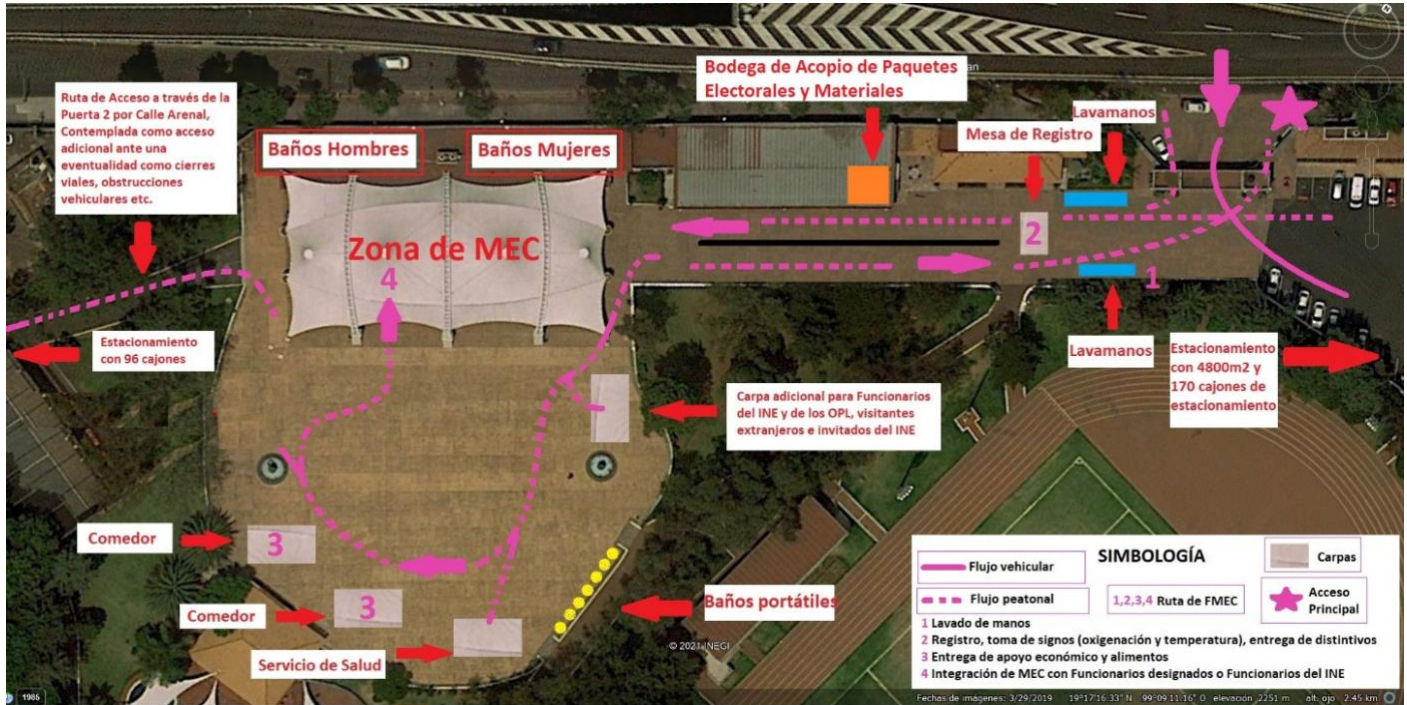 Ruta de Acceso a través de la
Puerta 2 por Calle Arenal,
Contemplada como acceso
adicional ante una
eventualidad como cierres
viales, obstrucciones
vehiculares etc.
Baños Hombres
Baños Mujeres
Bodega de Acopio de Paquetes
Electorales y Materiales
Mesa de Registro
Lavamanos
Zona de MEC
4
2
1
Estacionamiento
con 96 cajones
Lavamanos
Estacionamiento
con 4800m2 y
170 cajones de
estacionamiento
Carpa adicional para Funcionarios
del INE y de los OPL, visitantes
extranjeros e invitados del INE
Comedor
3
Comedor
3
Servicio de Salud
Baños portátiles
© 2021 INEGI
SIMBOLOGÍA
Flujo vehicular
Carpas
Flujo peatonal
1,2,3,4 Ruta de FMEC
Acceso
Principal
1 Lavado de manos
2 Registro, toma de signos (oxigenación y temperatura), entrega de distintivos
3 Entrega de apoyo económico y alimentos
4 Integración de MEC con Funcionarios designados o Funcionarios del INE
1985
Fechas de imágenes: 3/29/2019 19°17'16.33" N 99°09'11.16" O elevación 2251 m alt. ojo 2.45 km